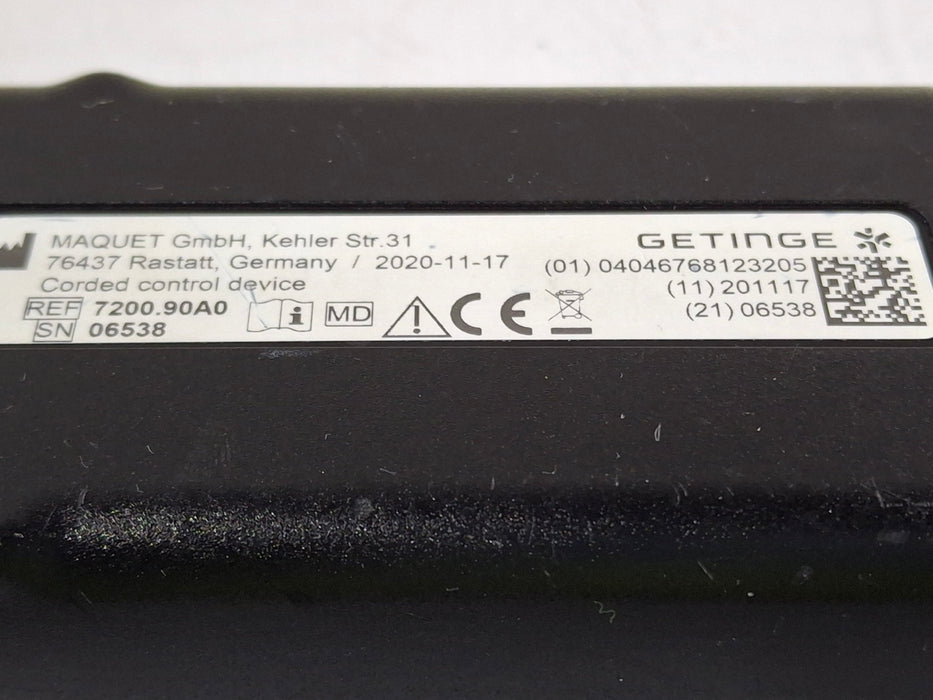 MAQUET GmbH, Kehler Str.31
76437 Rastatt, Germany / 2020-11-17
Corded control device
REF 7200.90A0
SN 06538
MD
CE
GETINGE
(01) 04046768123205
(11) 201117
(21) 06538